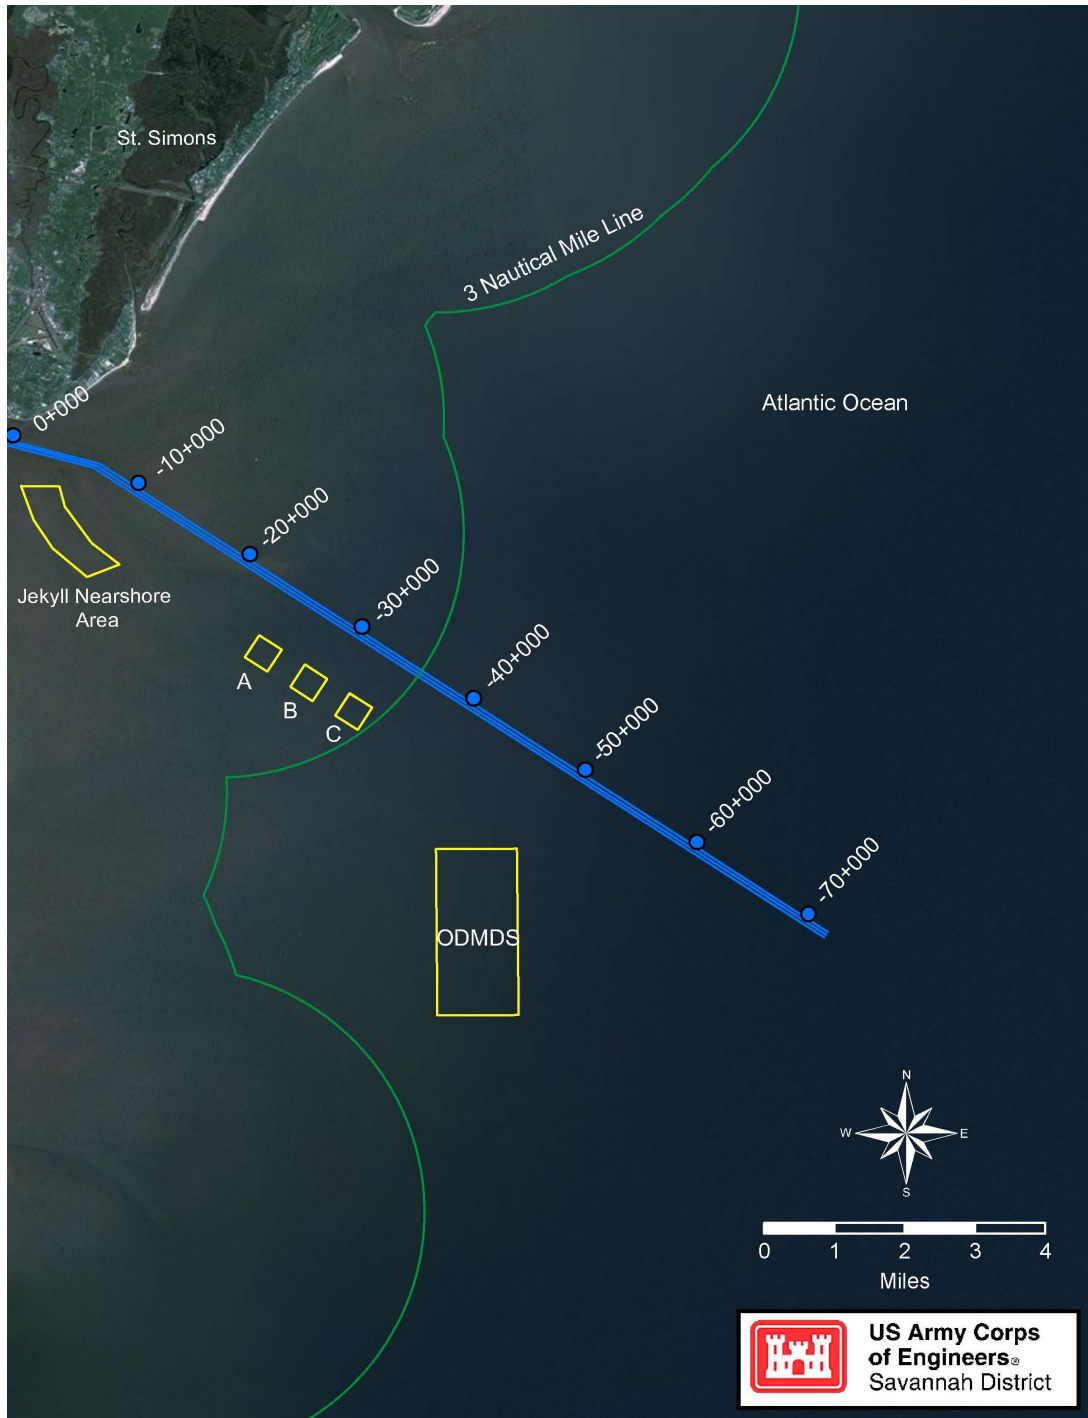 St. Simons
3 Nautical Mile Line
Atlantic Ocean
0+000
-10+000
-20+000
-30+000
-40+000
-50+000
-60+000
-70+000
Jekyll Nearshore
Area
A
B
C
ODMDS
N
W E
S
0 1 2 3 4
Miles
US Army Corps
of Engineers®
Savannah District